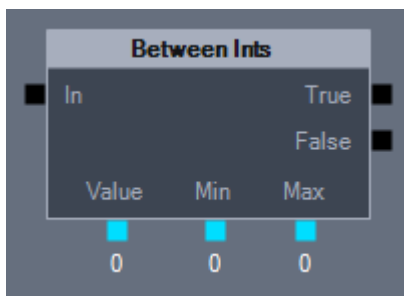 Between Ints
In True
False
Value Min Max
0 0 0